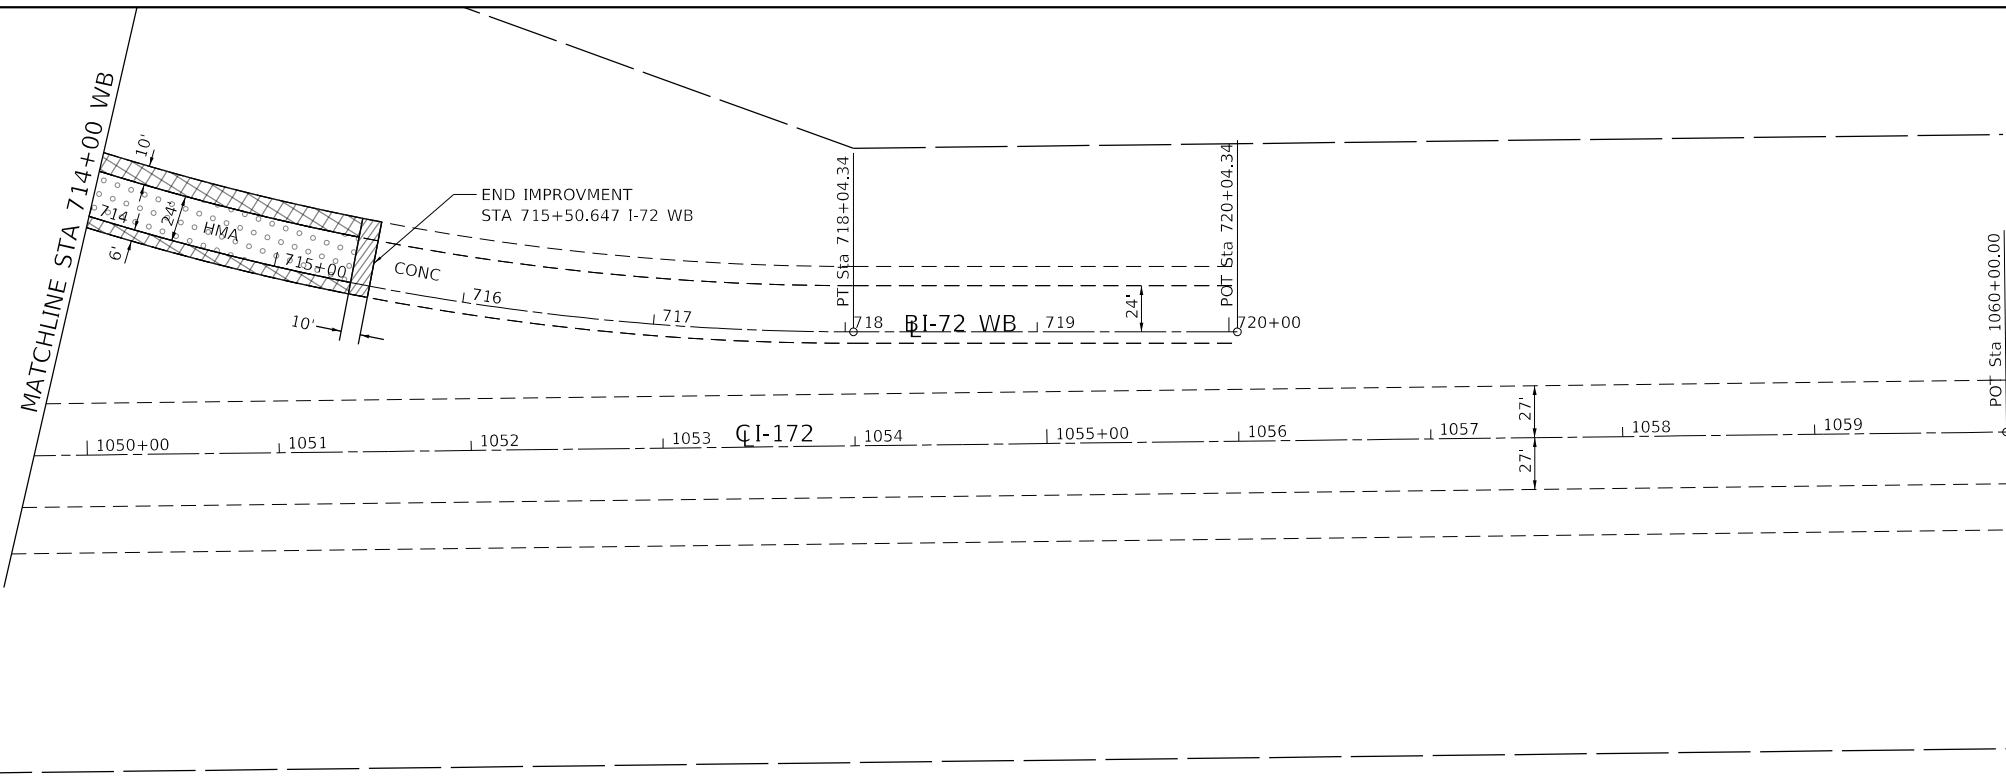 MATCHLINE STA 714+00 WB
10'
24'
6'
714
HMA
715+00
10'
END IMPROVMENT
STA 715+50.647 I-72 WB
CONC
716
717
PT Sta 718+04.34
718
BI-72 WB
719
24'
POT Sta 720+04.34
720+00
1050+00
1051
1052
1053
℄ I-172
1054
1055+00
1056
1057
27'
27'
1058
1059
POT Sta 1060+00.00